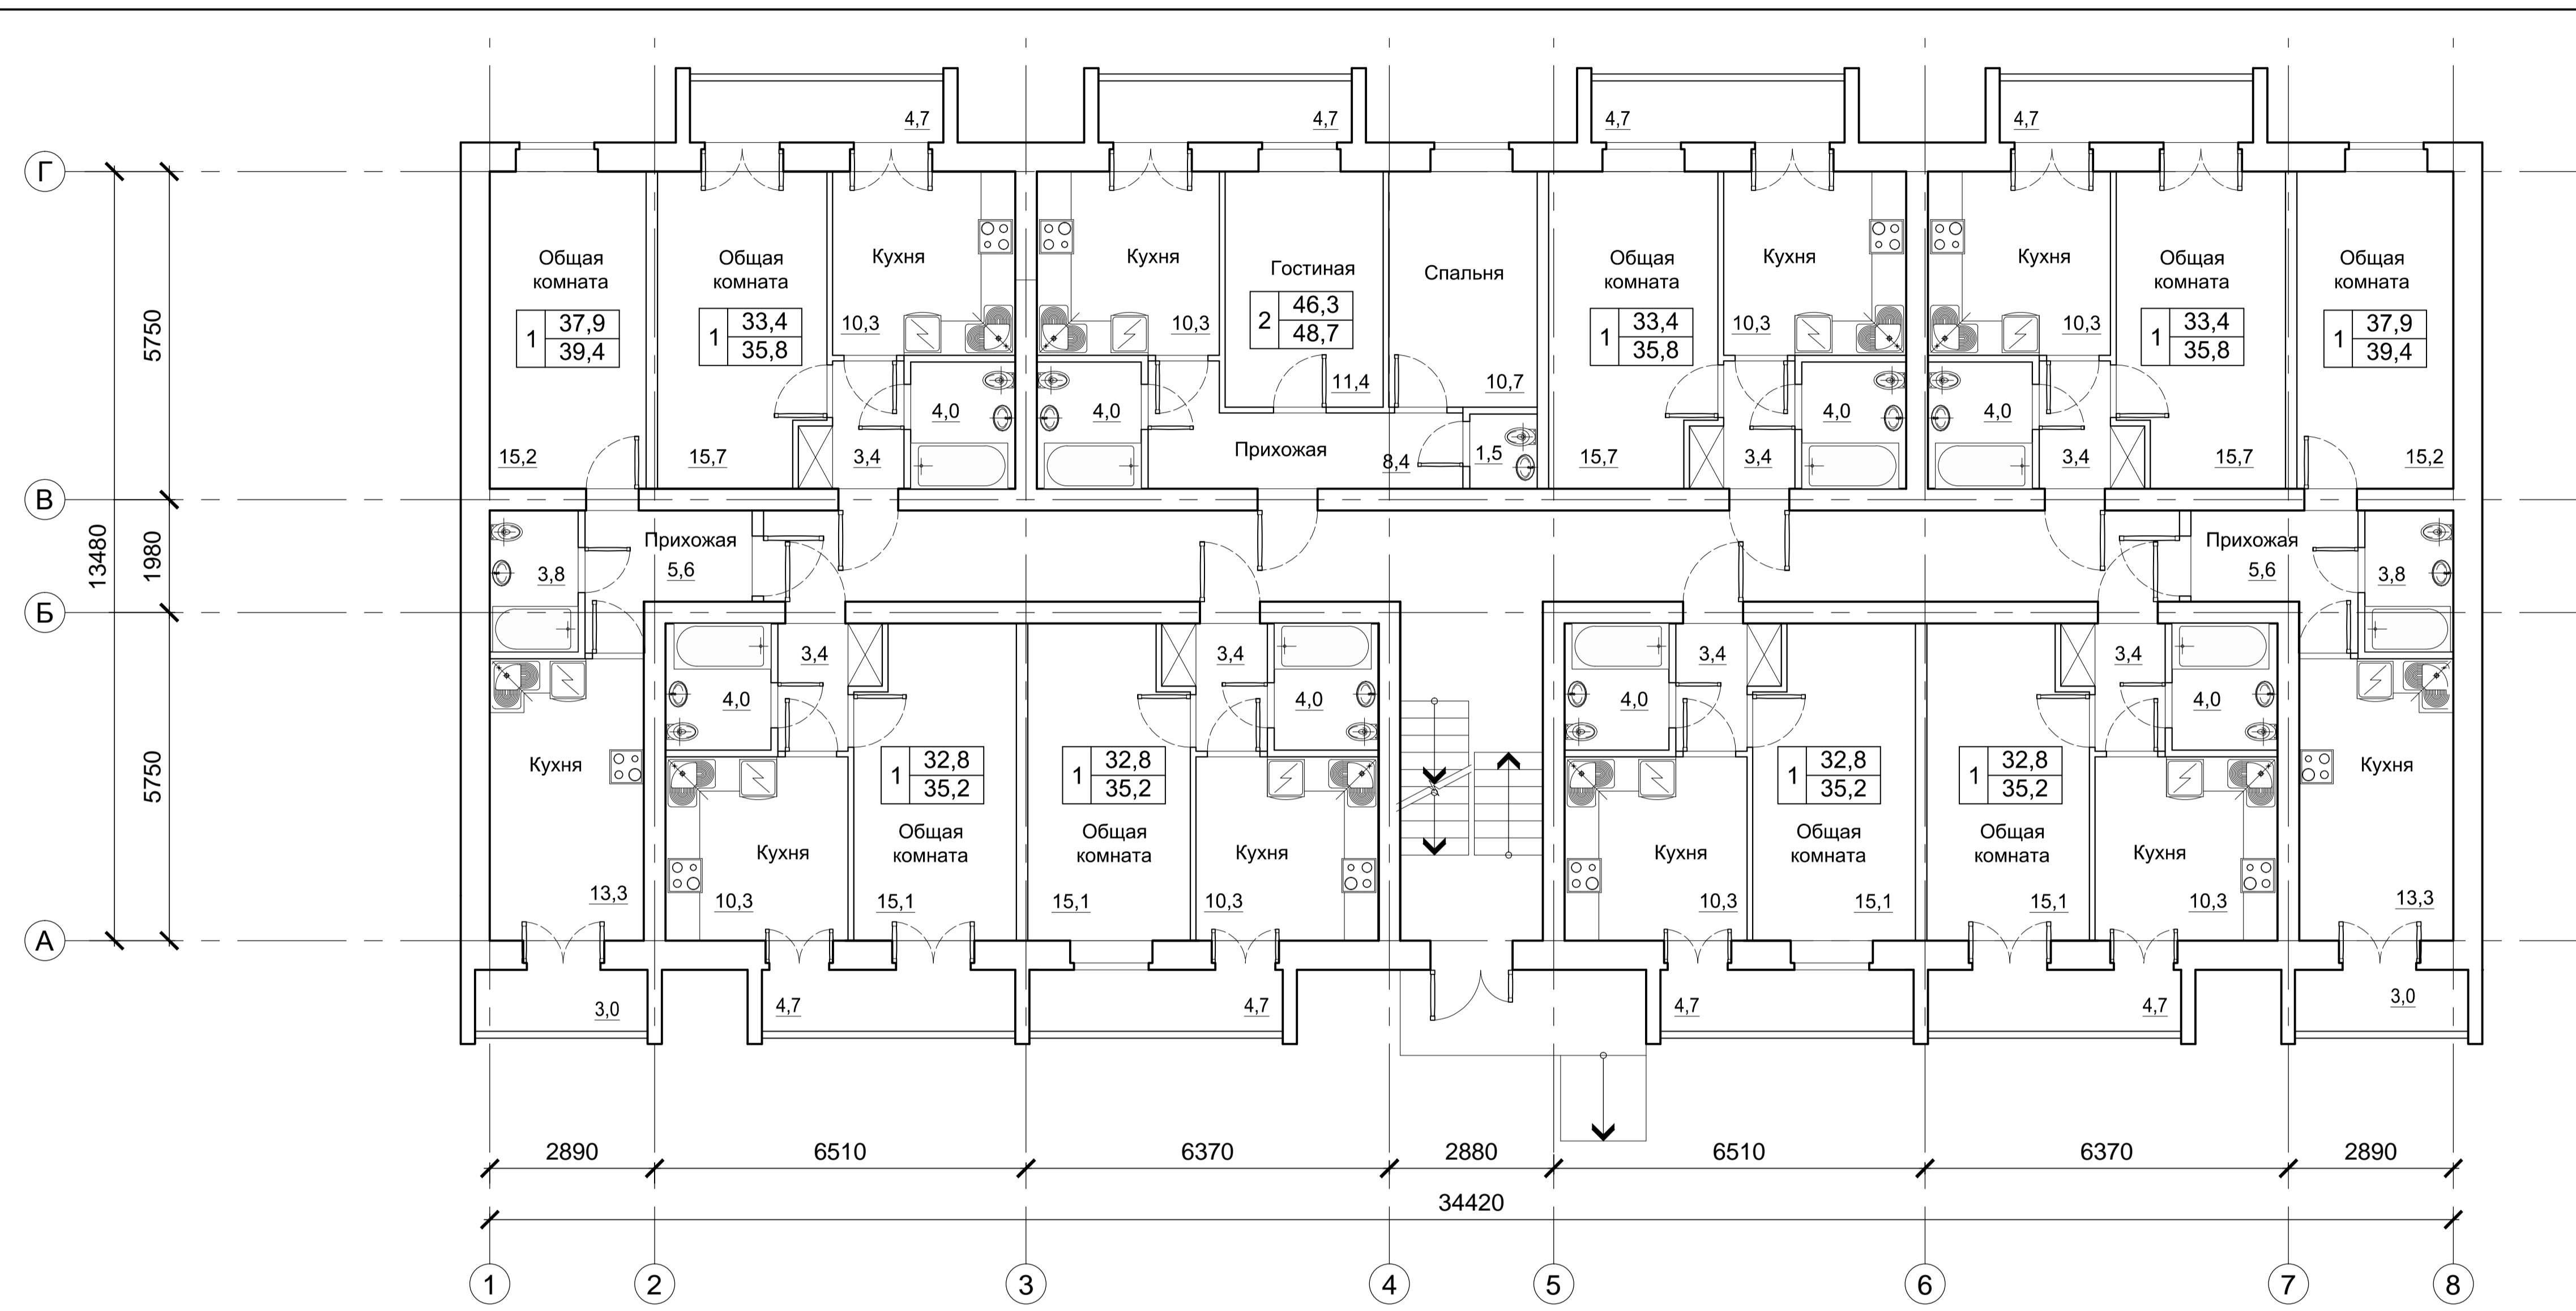 4,7
4,7
4,7
4,7
Г
Общая
комната
1
37,9
39,4
15,2
Общая
комната
1
33,4
35,8
15,7
Кухня
10,3
4,0
3,4
Кухня
10,3
4,0
Гостиная
2
46,3
48,7
11,4
Спальня
10,7
Прихожая
8,4
1,5
Общая
комната
1
33,4
35,8
15,7
Кухня
10,3
4,0
3,4
Кухня
10,3
4,0
3,4
Общая
комната
1
33,4
35,8
15,7
Общая
комната
1
37,9
39,4
15,2
5750
В
13480
1980
Прихожая
5,6
3,8
Прихожая
5,6
3,8
Б
5750
Кухня
13,3
3,4
4,0
1
32,8
35,2
Кухня
10,3
Общая
комната
15,1
3,4
4,0
1
32,8
35,2
Общая
комната
15,1
Кухня
10,3
3,4
4,0
1
32,8
35,2
Кухня
10,3
Общая
комната
15,1
3,4
4,0
1
32,8
35,2
Общая
комната
15,1
Кухня
10,3
Кухня
13,3
А
3,0
4,7
4,7
4,7
4,7
3,0
2890
6510
6370
2880
6510
6370
2890
34420
1
2
3
4
5
6
7
8